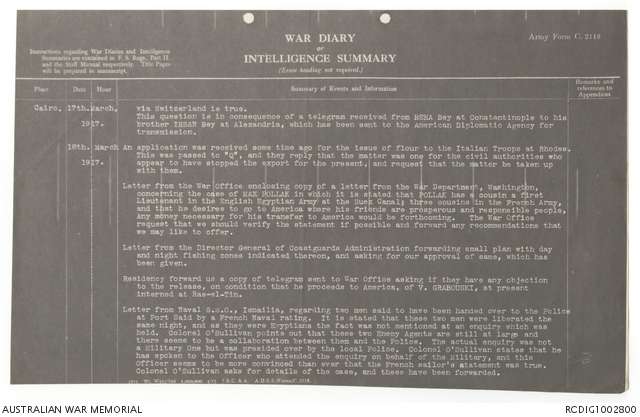 WAR DIARY
or
INTELLIGENCE SUMMARY
(Erase heading not required.)
Army Form C. 2118
Instructions regarding War Diaries and Intelligence
Summaries are contained in F. S. Regs., Part II
and the Staff Manual respectively. Title Pages
will be prepared in manuscript.
Place Date Hour Summary of Events and Information Remarks and
references to
Appendices
Cairo. 17th. March. via Switzerland is true.
This question is in consequence of a telegram received from Bey at Constantinople to his
1917. brother Bey at Alexandria, which has been sent to the American Diplomatic Agency for
transmission.
18th. March An application was received some time ago for the issue of flour to the Italian Troops at Rhodes.
1917. This was passed to "Q", and they reply that the matter was one for the civil authorities who
appear to have stopped the export for the present, and request that the matter be taken up
with them.
Letter from the War Office enclosing copy of a letter from the War Department, Washington,
concerning the case of MAX POLLAK in which it is stated that POLLAK has a cousin a first
Lieutenant in the English Egyptian Army at the Suez Canal; three cousins in the French Army,
and that he desires to go to America where his friends are prosperous and responsible people,
Any money necessary for his transfer to America would be forthcoming. The War Office
request that we should verify the statement if possible and forward any recommendations that
we may like to offer.
Letter from the Director General of Coastguards Administration forwarding small plan with day
and night fishing zones indicated thereon, and asking for our approval of same, which has
been given.
Residency forward us a copy of telegram sent to War Office asking if they have any objection
to the release, on condition that he proceeds to America, of V. GRABOUSKI, at present
interned at Ras-el-Tin.
Letter from Naval S.s.O., Ismailia, regarding two men said to have been handed over to the Police
at Port Said by a French Naval rating. It is stated that these two men were liberated the
same night, and as they were Egyptians the fact was not mentioned at an enquiry which was
held. Colonel O'Sullivan points out that these two Enemy Agents are still at large and
there seems to be a collaboration between them and the Police. The actual enquiry was not
a Military One but was presided over by the local Police. Colonel O'Sullivan states that he
has spoken to the Officer who attended the enquiry on behalf of the Military, and this
Officer seems to be more convinced than ever that the French sailor's statement was true.
Colonel O'Sullivan asks for details of the case, and these have been forwarded.
AUSTRALIAN WAR MEMORIAL
RCDIG1002800